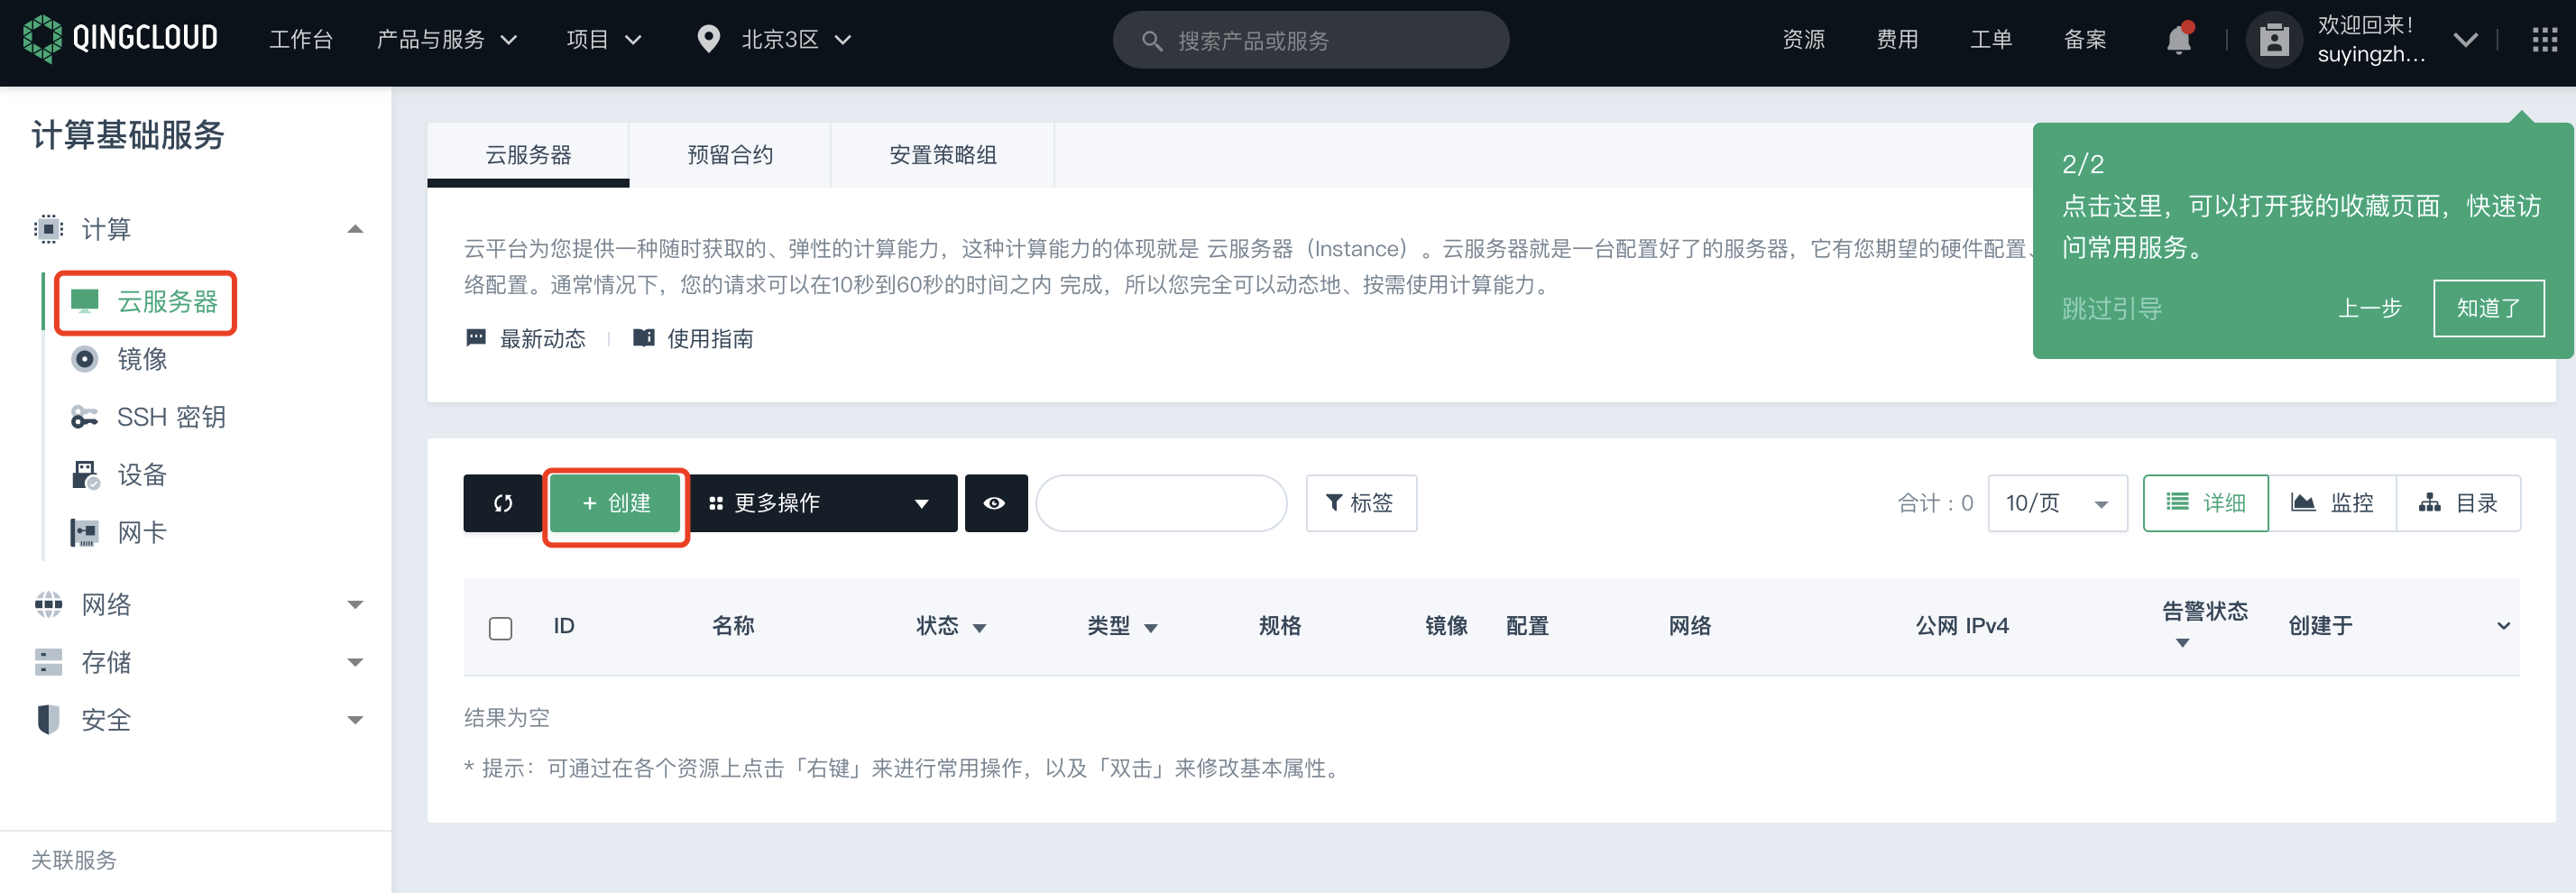 QINGCLOUD
工作台
产品与服务
项目
北京3区
搜索产品或服务
资源
费用
工单
备案
欢迎回来!
suyingzh...
计算基础服务
计算
云服务器
镜像
SSH 密钥
设备
网卡
网络
存储
安全
关联服务
云服务器
预留合约
安置策略组
云平台为您提供一种随时获取的、弹性的计算能力，这种计算能力的体现就是 云服务器（Instance）。云服务器就是一台配置好了的服务器，它有您期望的硬件配置、
络配置。通常情况下，您的请求可以在10秒到60秒的时间之内 完成，所以您完全可以动态地、按需使用计算能力。
最新动态
使用指南
2/2
点击这里，可以打开我的收藏页面，快速访
问常用服务。
跳过引导
上一步
知道了
+ 创建
更多操作
标签
合计：0
10/页
详细
监控
目录
ID
名称
状态
类型
规格
镜像
配置
网络
公网 IPv4
告警状态
创建于
结果为空
* 提示：可通过在各个资源上点击「右键」来进行常用操作，以及「双击」来修改基本属性。